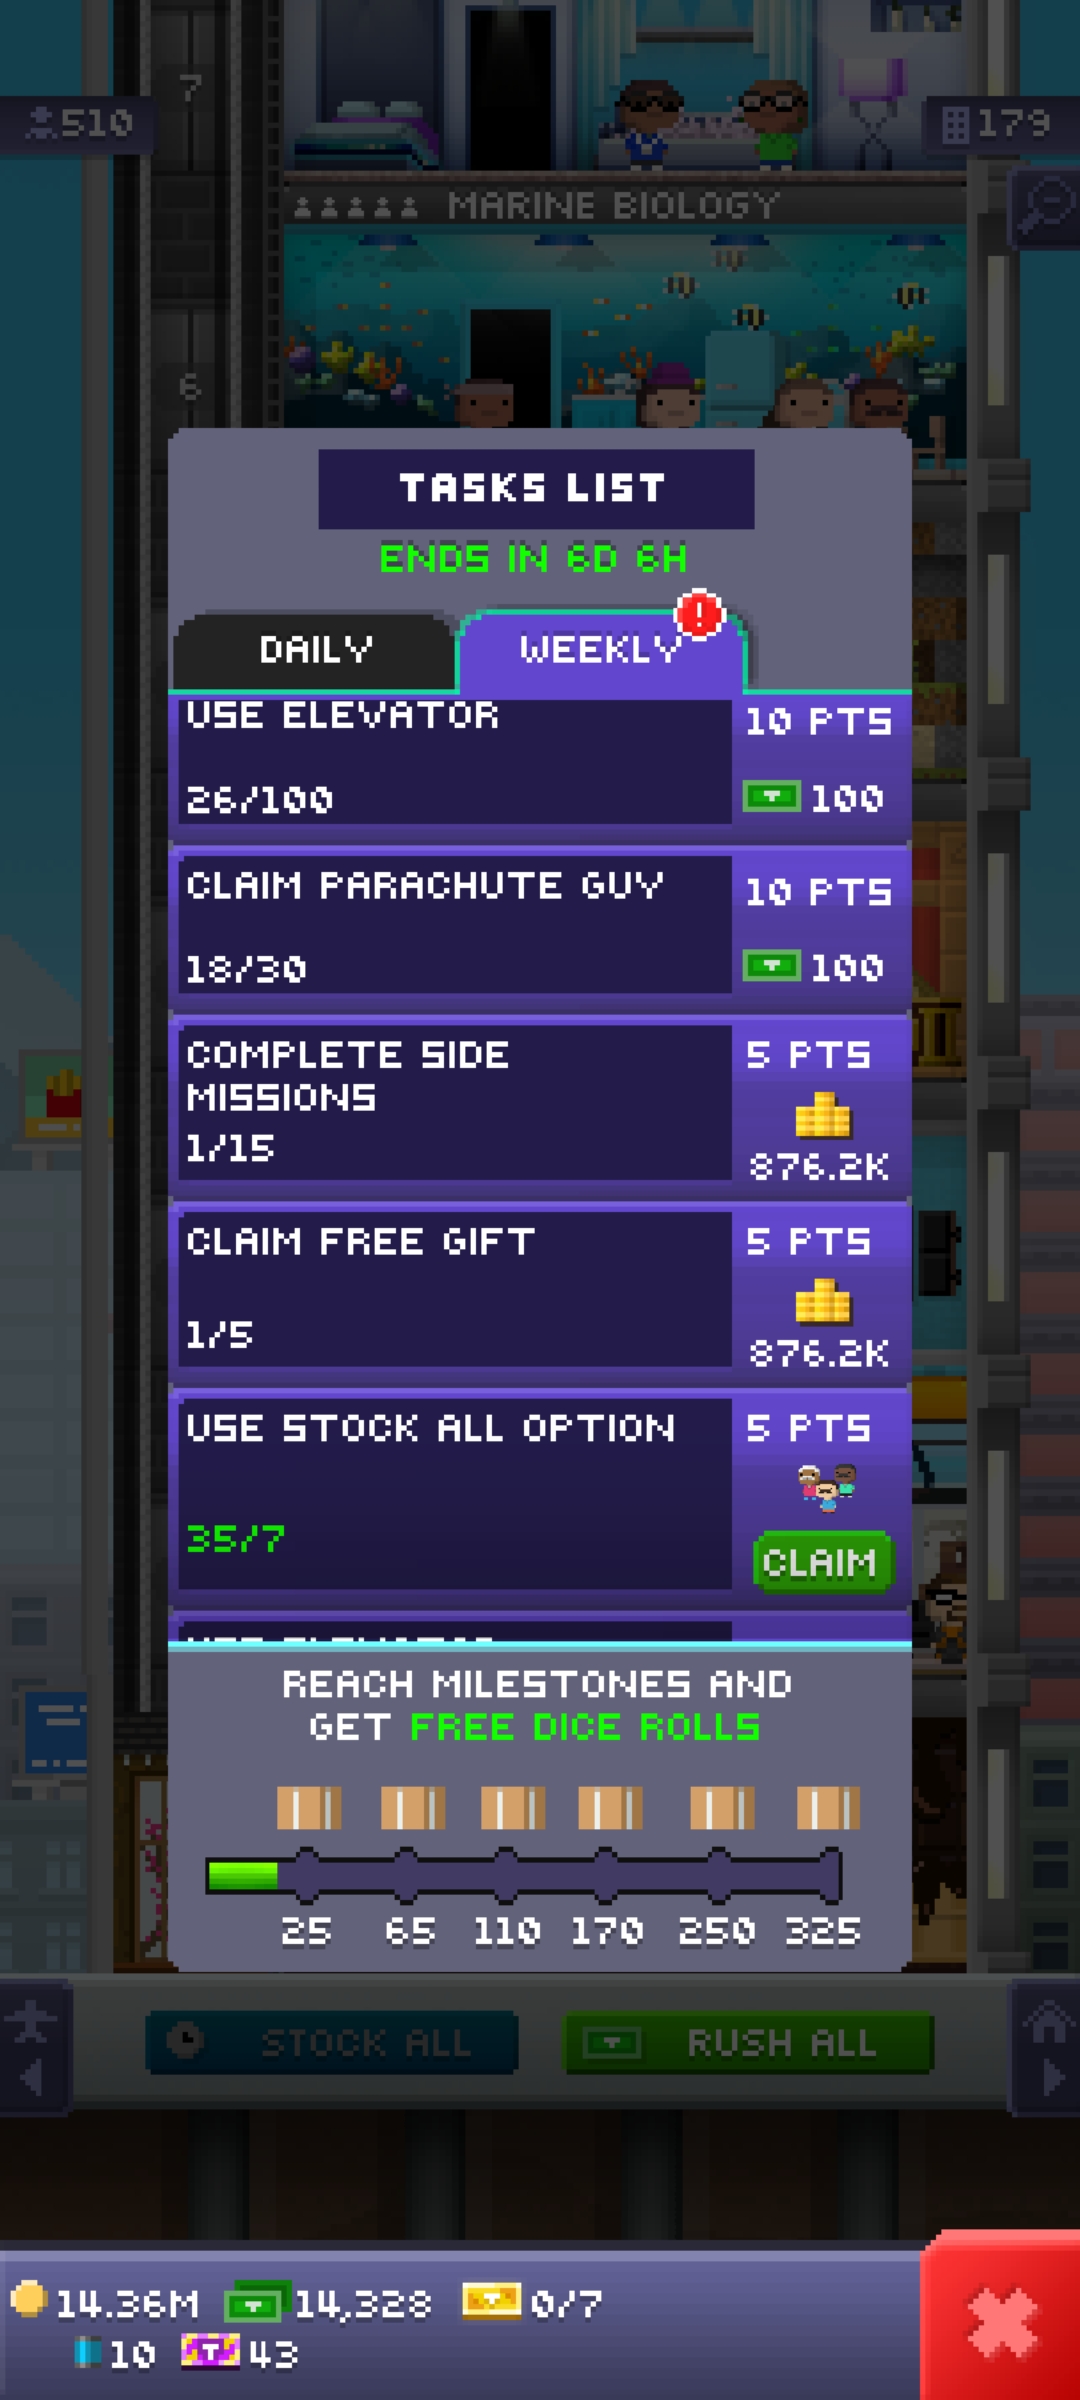 7
510
179
MARINE BIOLOGY
6
TASKS LIST
ENDS IN 6D 6H
!
DAILY
WEEKLY
USE ELEVATOR
10 PTS
26/100
100
CLAIM PARACHUTE GUY
10 PTS
18/30
100
COMPLETE SIDE
MISSIONS
5 PTS
1/15
876.2K
CLAIM FREE GIFT
5 PTS
1/5
876.2K
USE STOCK ALL OPTION
5 PTS
35/7
CLAIM
USE ELEVATOR
REACH MILESTONES AND
GET FREE DICE ROLLS
25 65 110 170 250 325
STOCK ALL
RUSH ALL
14.36M 14,328 0/7
10 43